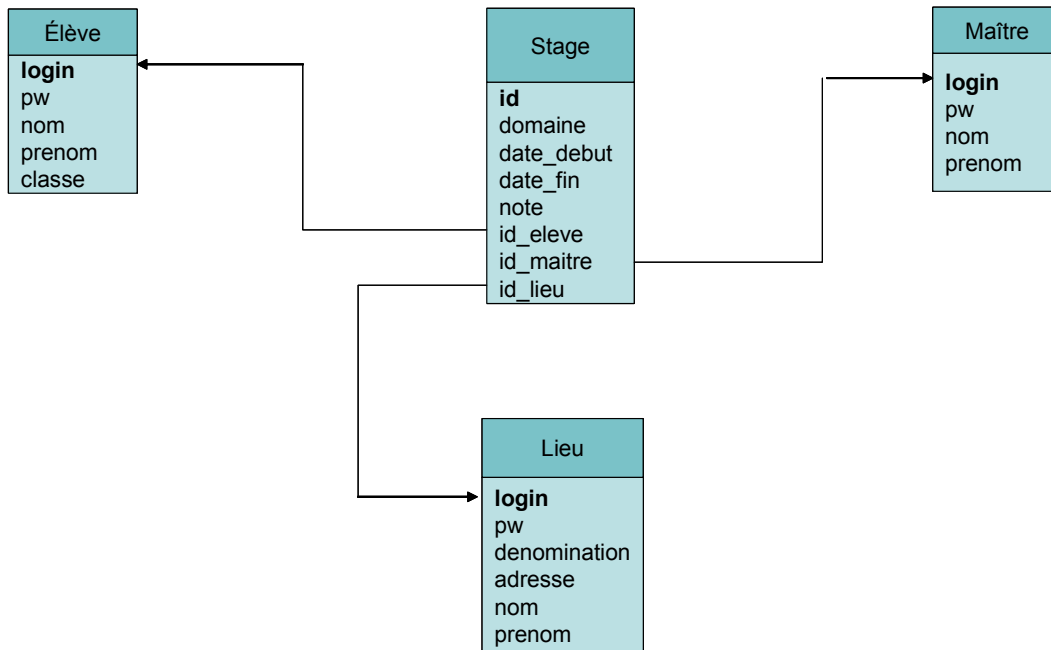 Élève
login
pw
nom
prenom
classe
Stage
id
domaine
date_debut
date_fin
note
id_eleve
id_maitre
id_lieu
Maître
login
pw
nom
prenom
Lieu
login
pw
denomination
adresse
nom
prenom